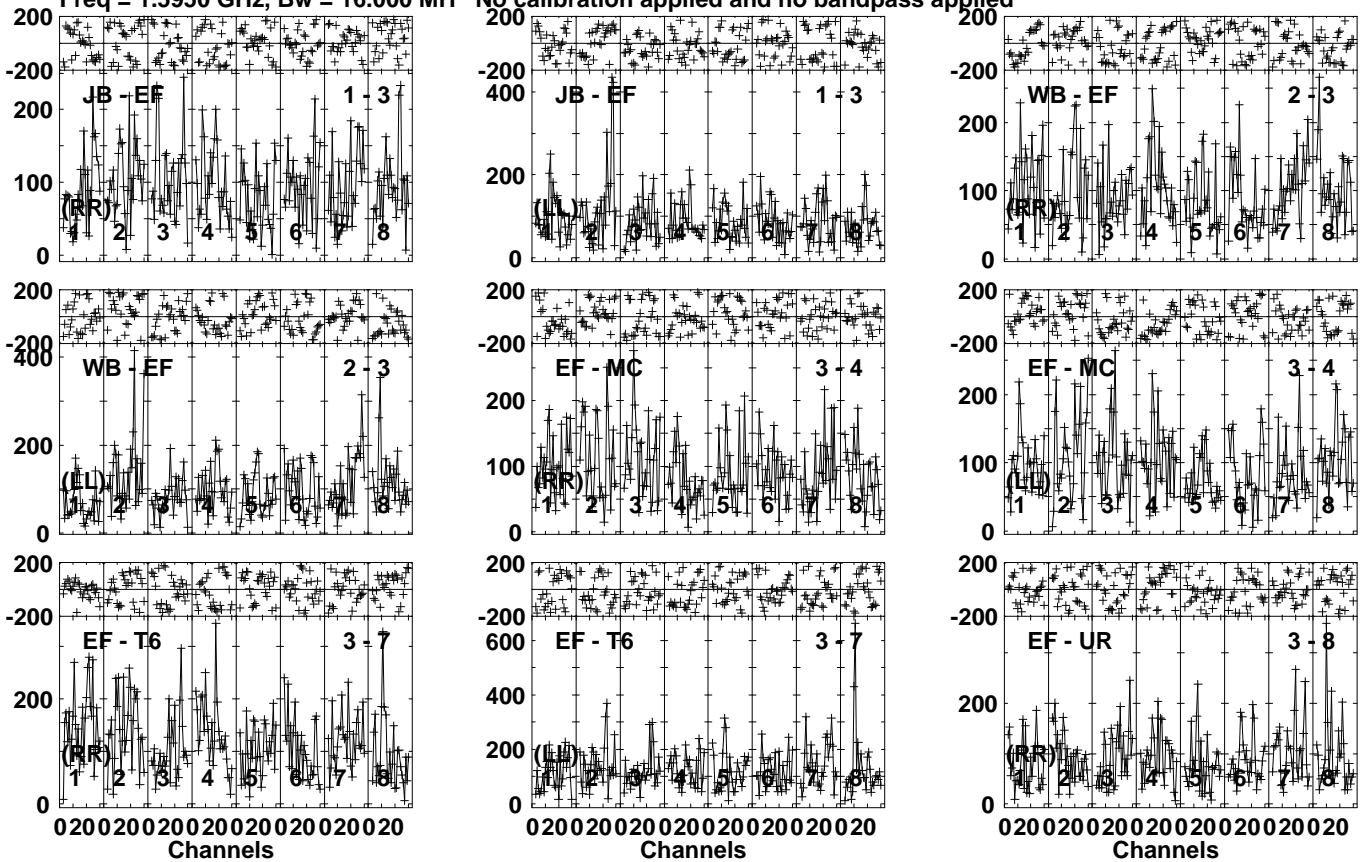 Freq = 1.5950 GHz, Bw = 16.000 MH No calibration applied and no bandpass applied
200 200 200
-200 -200 -200
JB - EF 1 - 3 JB - EF 1 - 3 WB - EF 2 - 3
200 400 200
100 200 100
(RR) (LL) (RR)
1 2 3 4 5 6 7 8 1 2 3 4 5 6 7 8 1 2 3 4 5 6 7 8
0 0 0
200 200 200
-200 -200 -200
400
WB - EF 2 - 3 EF - MC 3 - 4 EF - MC 3 - 4
200 200 200
100 100
(LL) (RR) (LL)
1 2 3 4 5 6 7 8 1 2 3 4 5 6 7 8 1 2 3 4 5 6 7 8
0 0 0
200 200 200
-200 -200 -200
EF - T6 3 - 7 EF - T6 3 - 7 EF - UR 3 - 8
600
400
200 200 200
(RR) (LL) (RR)
1 2 3 4 5 6 7 8 1 2 3 4 5 6 7 8 1 2 3 4 5 6 7 8
0 0 0
0 20 0 20 0 20 0 20 0 20 0 20 0 20 0 20 0 20 0 20 0 20 0 20 0 20 0 20 0 20 0 20 0 20 0 20 0 20 0 20 0 20 0 20 0 20 0 20
Channels Channels Channels